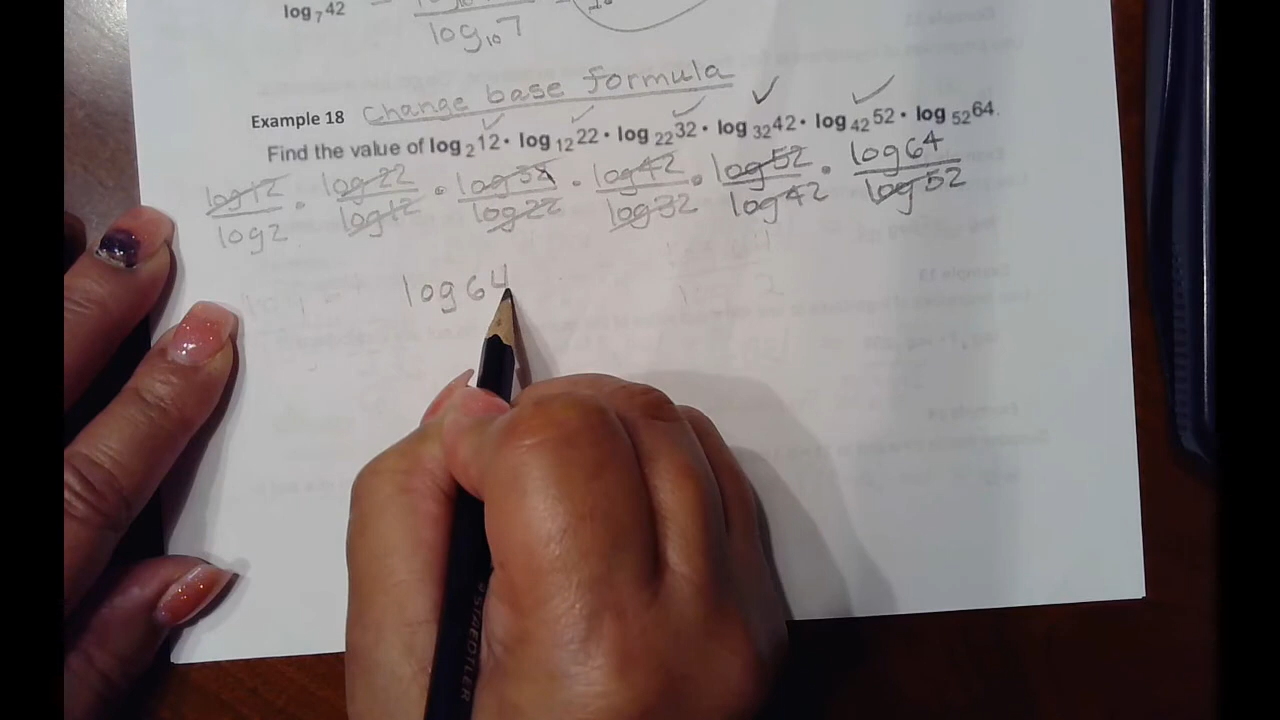 log₇42
log₁₀7
Example 18 Change base formula
Find the value of log₂12 · log₁₂22 · log₂₂32 · log₃₂42 · log₄₂52 · log₅₂64.
log12 · log22 · log32 · log42 · log52 · log64
log2 log12 log22 log32 log42 log52
log64
STAEDTLER